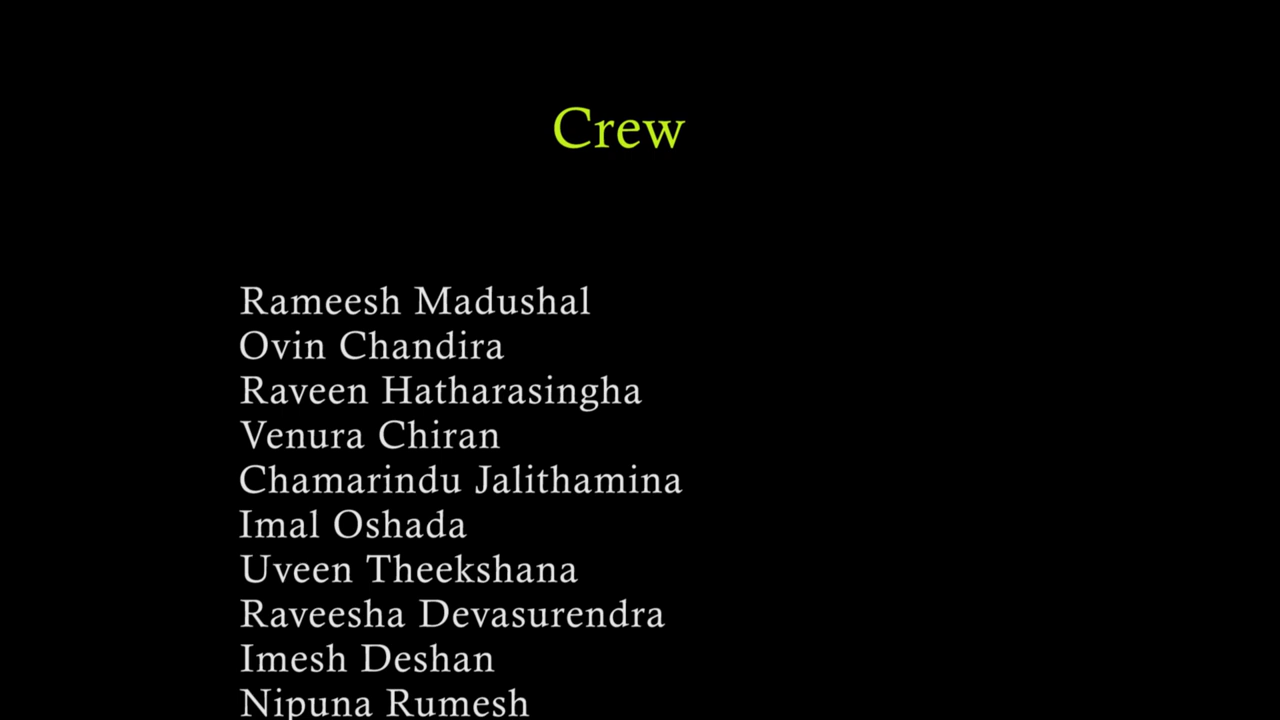 Crew
Rameesh Madushal
Ovin Chandira
Raveen Hatharasingha
Venura Chiran
Chamarindu Jalithamina
Imal Oshada
Uveen Theekshana
Raveesha Devasurendra
Imesh Deshan
Nipuna Rumesh